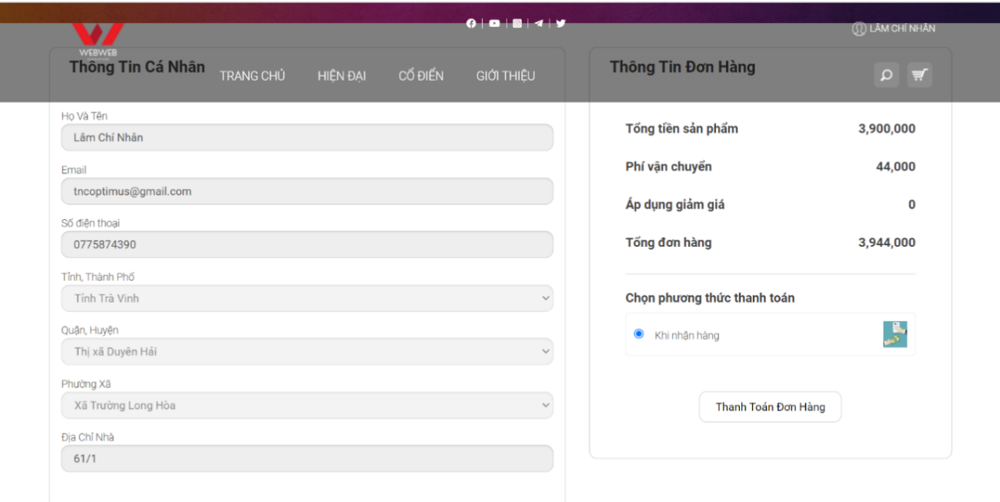 LÂM CHÍ NHÂN
WEBWEB
TRANG CHỦ
HIỆN ĐẠI
CỔ ĐIỂN
GIỚI THIỆU
Thông Tin Cá Nhân
Họ Và Tên
Lâm Chí Nhân
Email
tncoptimus@gmail.com
Số điện thoại
0775874390
Tỉnh, Thành Phố
Tỉnh Trà Vinh
Quận, Huyện
Thị xã Duyên Hải
Phường Xã
Xã Trường Long Hòa
Địa Chỉ Nhà
61/1
Thông Tin Đơn Hàng
Tổng tiền sản phẩm 3,900,000
Phí vận chuyển 44,000
Áp dụng giảm giá 0
Tổng đơn hàng 3,944,000
Chọn phương thức thanh toán
Khi nhận hàng
Thanh Toán Đơn Hàng